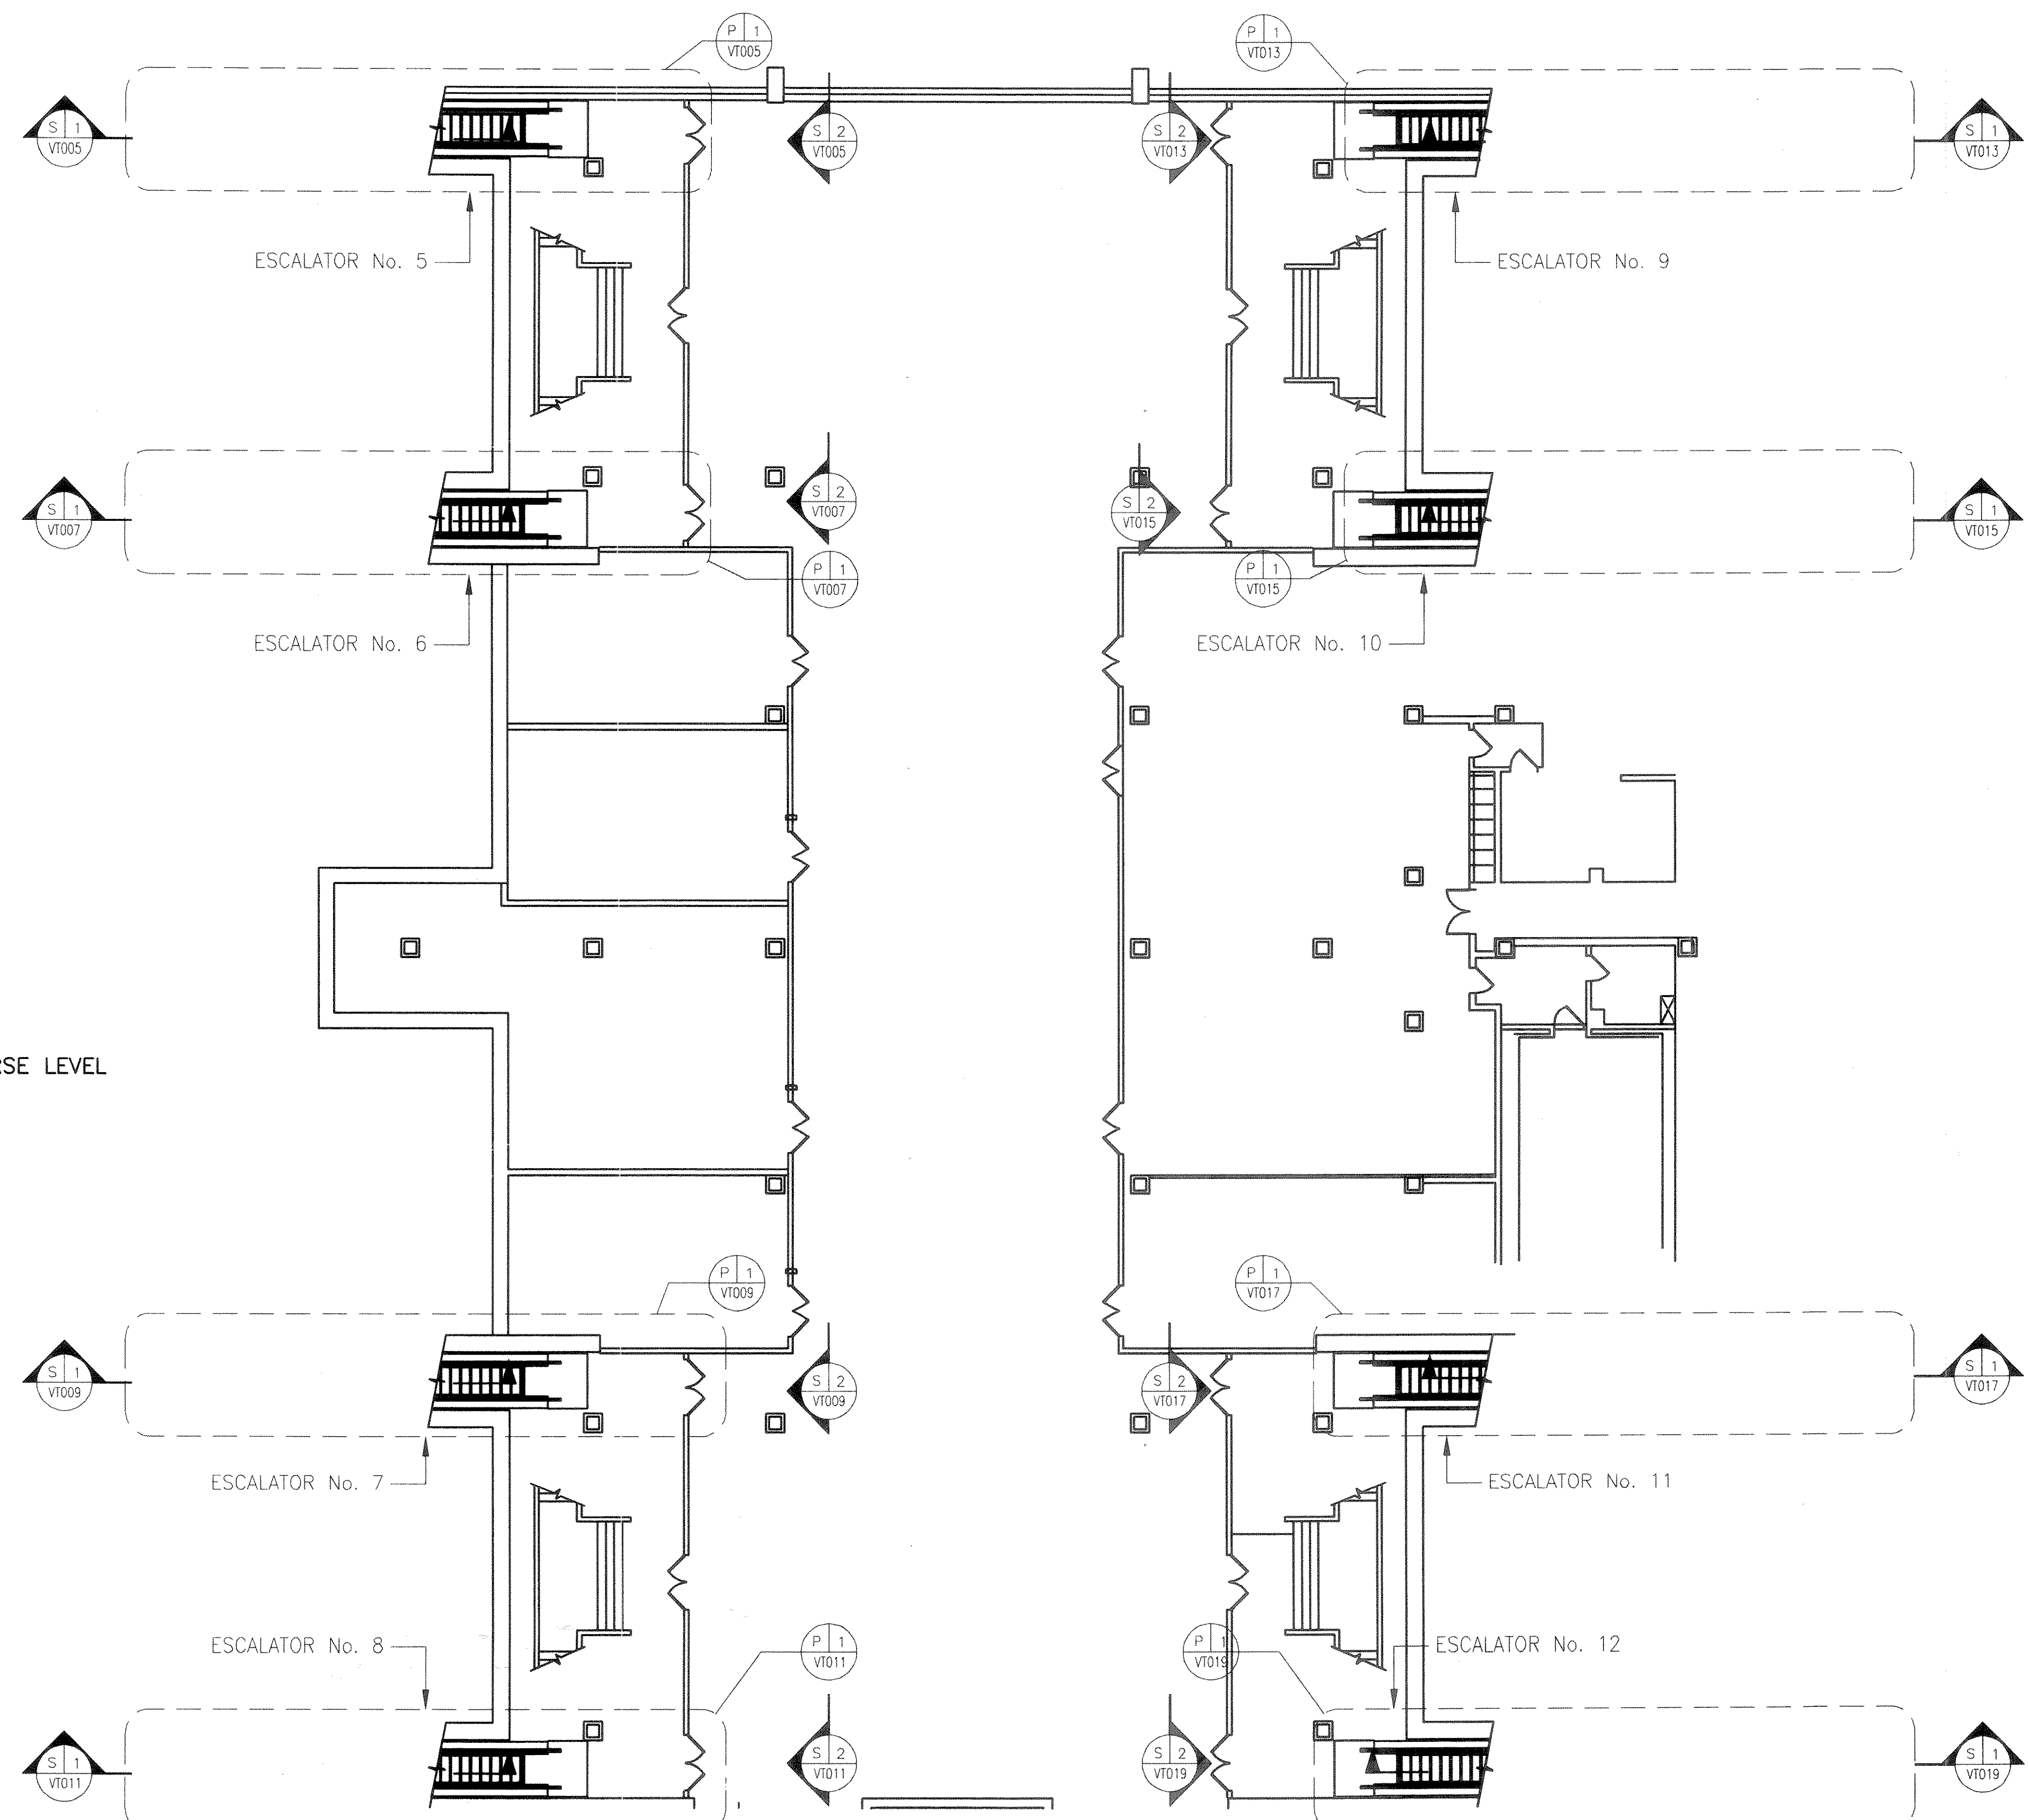 P 1
VT005
P 1
VT013
S 1
VT005
S 2
VT005
S 2
VT013
S 1
VT013
ESCALATOR No. 5
ESCALATOR No. 9
S 1
VT007
S 2
VT007
S 2
VT015
S 1
VT015
P 1
VT007
P 1
VT015
ESCALATOR No. 6
ESCALATOR No. 10
RSE LEVEL
P 1
VT009
P 1
VT017
S 1
VT009
S 2
VT009
S 2
VT017
S 1
VT017
ESCALATOR No. 7
ESCALATOR No. 11
ESCALATOR No. 8
P 1
VT011
P 1
VT019
ESCALATOR No. 12
S 1
VT011
S 2
VT011
S 2
VT019
S 1
VT019